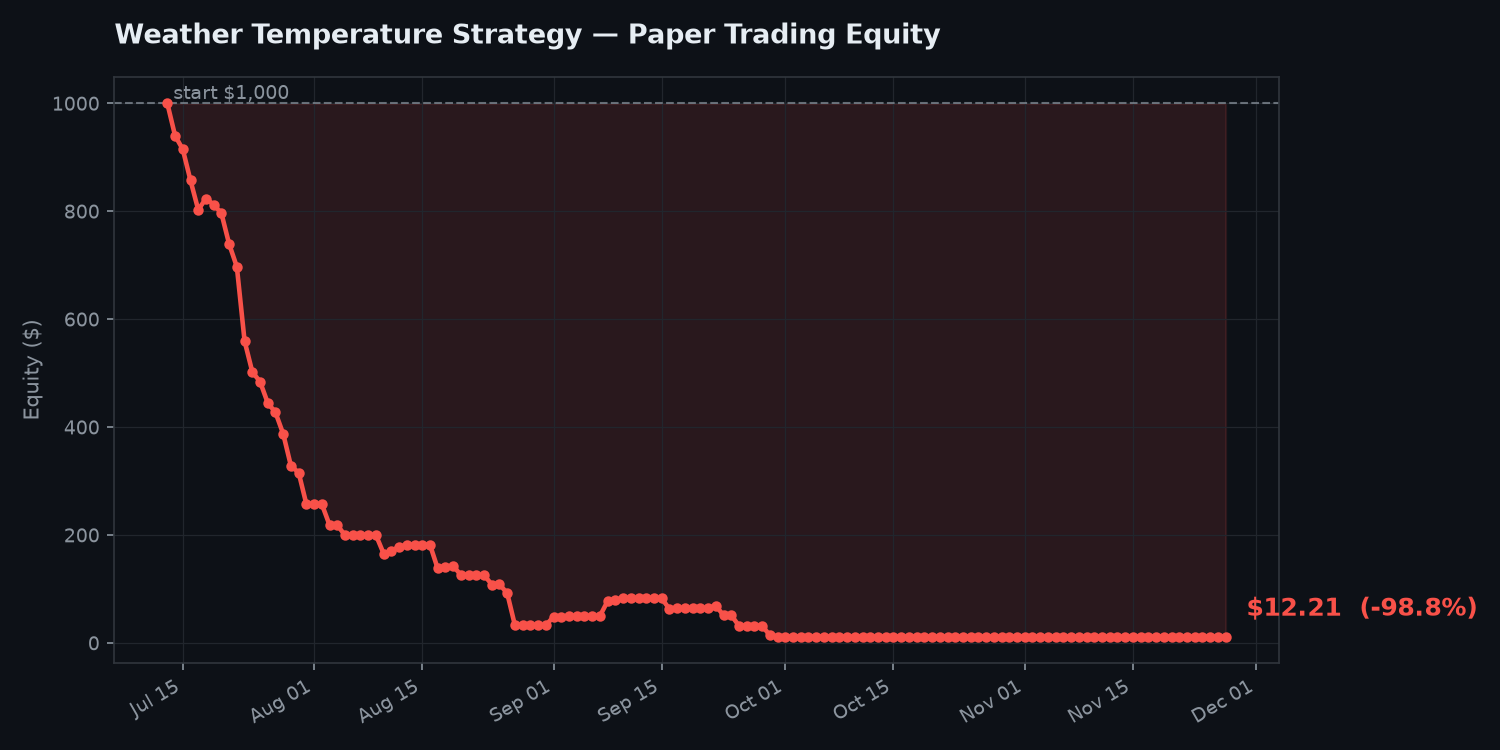 Weather Temperature Strategy — Paper Trading Equity
start $1,000
1000
800
600
400
200
0
Equity ($)
$12.21 (-98.8%)
Jul 15
Aug 01
Aug 15
Sep 01
Sep 15
Oct 01
Oct 15
Nov 01
Nov 15
Dec 01